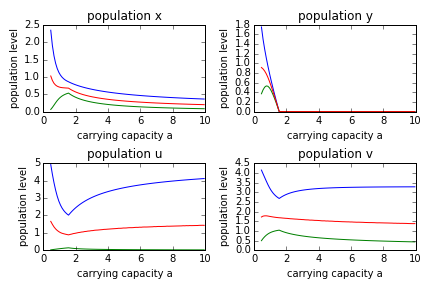 population x
population level
2.5
2.0
1.5
1.0
0.5
0.0
0 2 4 6 8 10
carrying capacity a
population y
population level
1.8
1.6
1.4
1.2
1.0
0.8
0.6
0.4
0.2
0.0
0 2 4 6 8 10
carrying capacity a
population u
population level
5
4
3
2
1
0
0 2 4 6 8 10
carrying capacity a
population v
population level
4.5
4.0
3.5
3.0
2.5
2.0
1.5
1.0
0.5
0.0
0 2 4 6 8 10
carrying capacity a